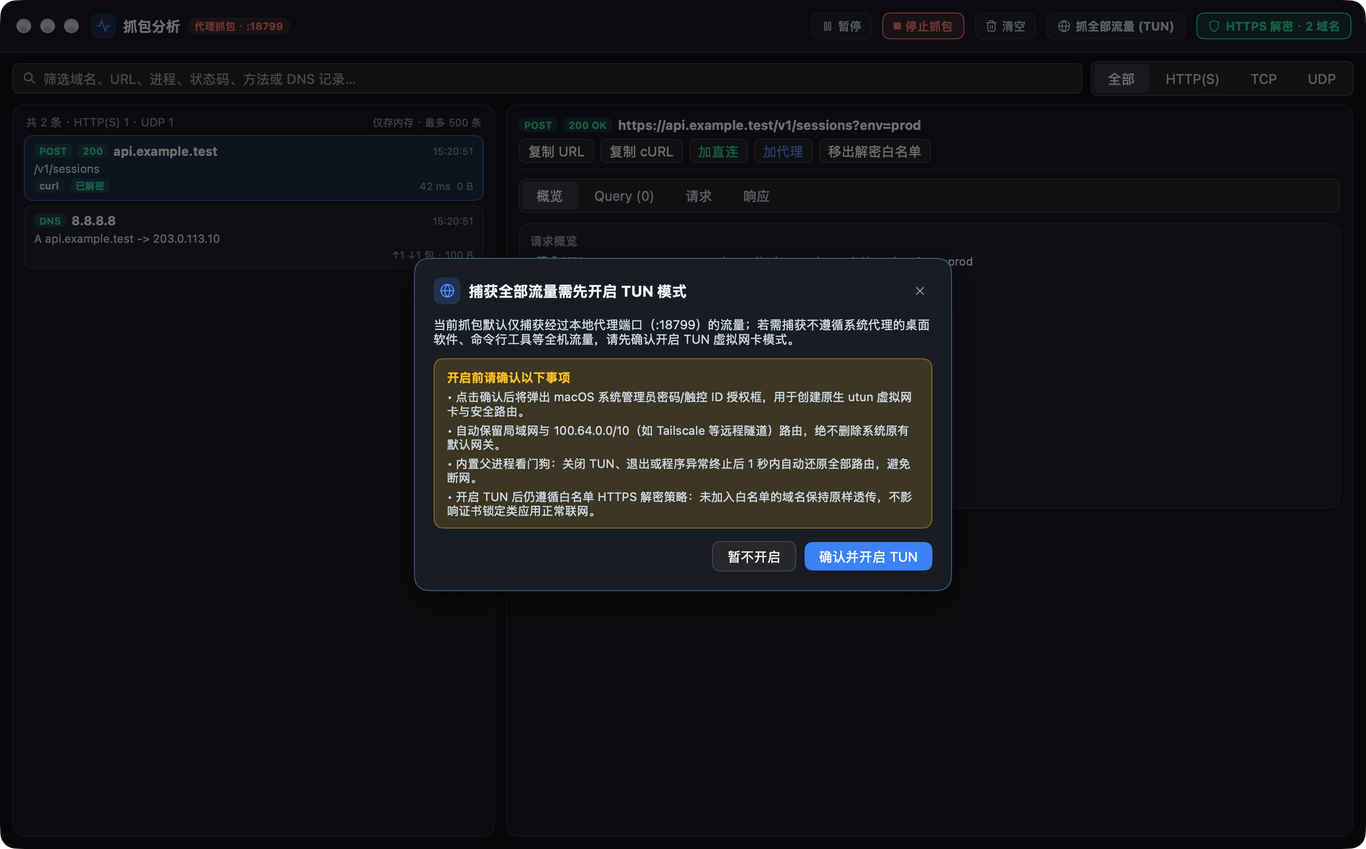 抓包分析
代理抓包 · :18799
暂停
停止抓包
清空
抓全部流量 (TUN)
HTTPS 解密 · 2 域名
筛选域名、URL、进程、状态码、方法或 DNS 记录...
全部
HTTP(S)
TCP
UDP
共 2 条 · HTTP(S) 1 · UDP 1
仅存内存 · 最多 500 条
POST 200 api.example.test 15:20:51
/v1/sessions
curl 已解密 42 ms 0 B
DNS 8.8.8.8 15:20:51
A api.example.test -> 203.0.113.10
↑1 ↓1 包 · 100 B
POST 200 OK https://api.example.test/v1/sessions?env=prod
复制 URL
复制 cURL
加直连
加代理
移出解密白名单
概览
Query (0)
请求
响应
请求概览
prod
捕获全部流量需先开启 TUN 模式
当前抓包默认仅捕获经过本地代理端口（:18799）的流量；若需捕获不遵循系统代理的桌面
软件、命令行工具等全机流量，请先确认开启 TUN 虚拟网卡模式。
开启前请确认以下事项
• 点击确认后将弹出 macOS 系统管理员密码/触控 ID 授权框，用于创建原生 utun 虚拟网
卡与安全路由。
• 自动保留局域网与 100.64.0.0/10（如 Tailscale 等远程隧道）路由，绝不删除系统原有
默认网关。
• 内置父进程看门狗：关闭 TUN、退出或程序异常终止后 1 秒内自动还原全部路由，避免
断网。
• 开启 TUN 后仍遵循白名单 HTTPS 解密策略：未加入白名单的域名保持原样透传，不影
响证书锁定类应用正常联网。
暂不开启
确认并开启 TUN